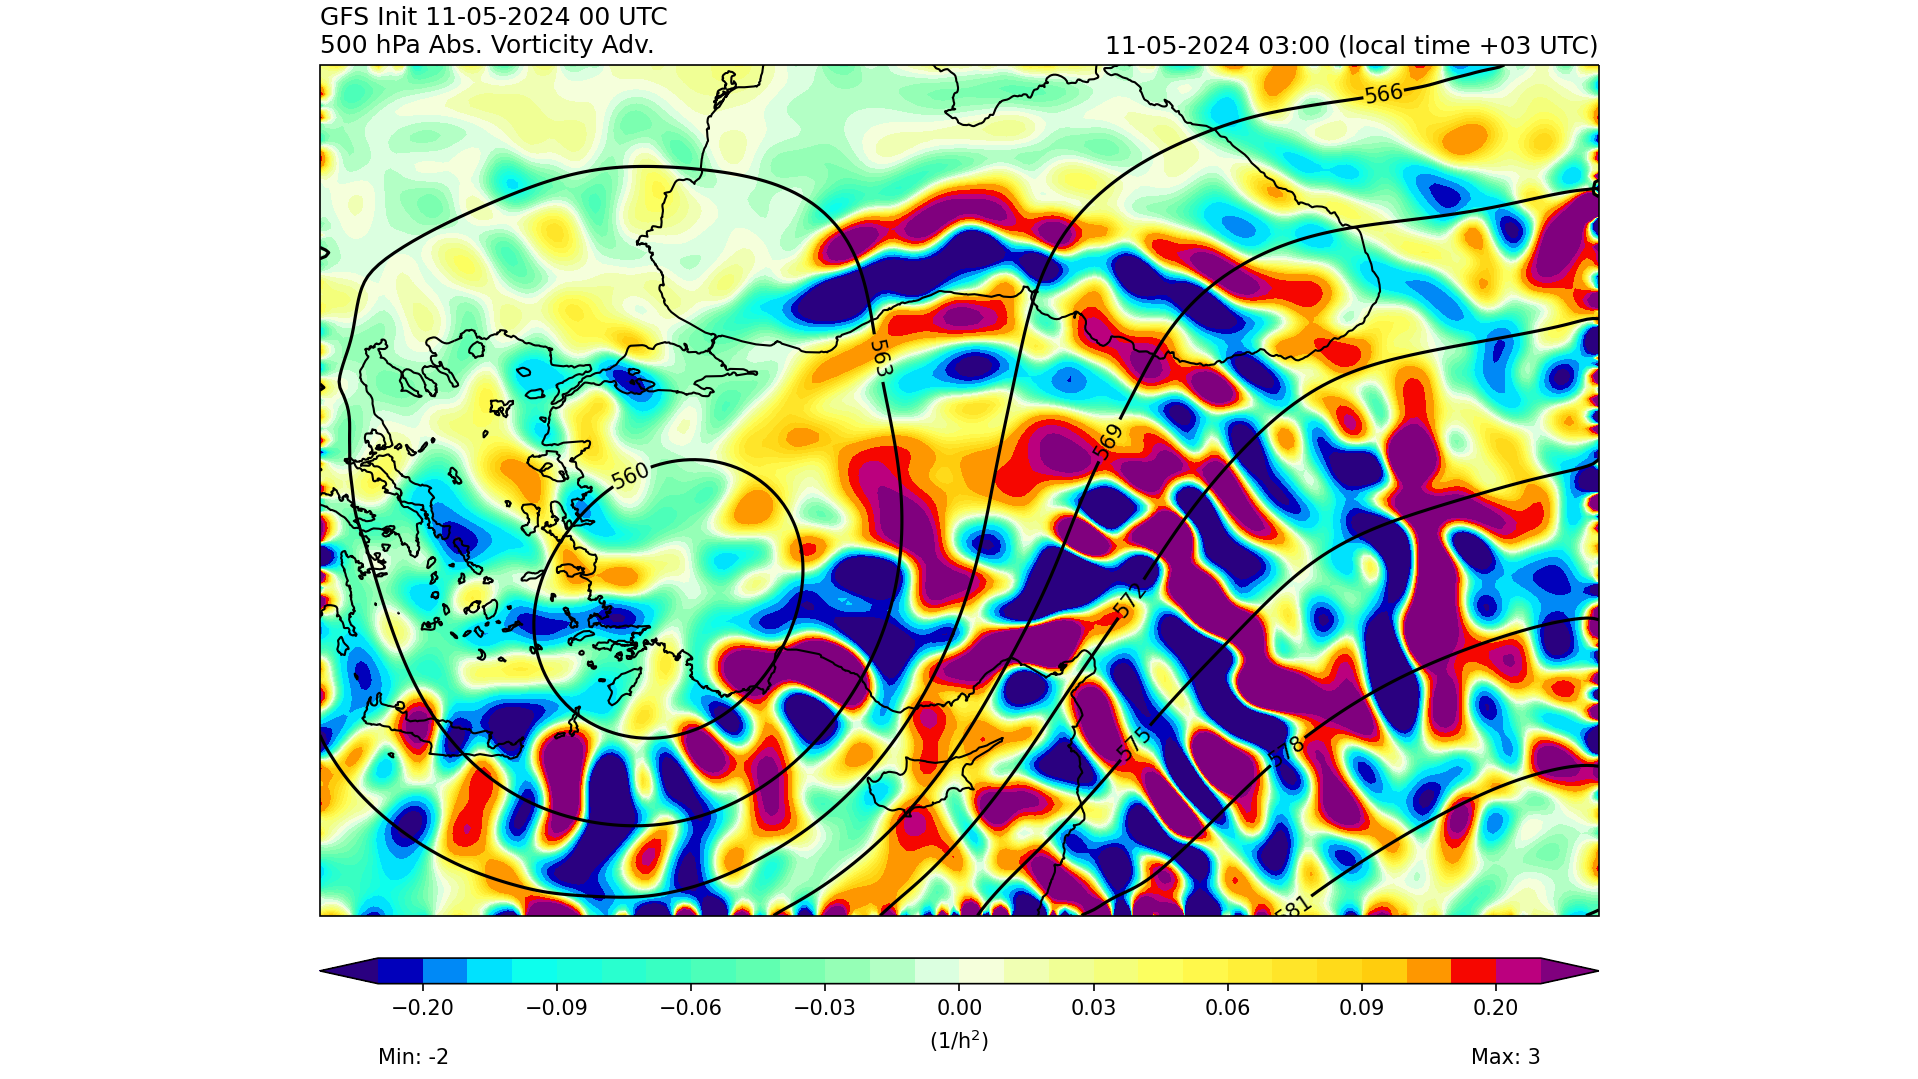 GFS Init 11-05-2024 00 UTC
500 hPa Abs. Vorticity Adv.
11-05-2024 03:00 (local time +03 UTC)
566
563
560
569
572
575
578
581
−0.20 −0.09 −0.06 −0.03 0.00 0.03 0.06 0.09 0.20
(1/h²)
Min: -2
Max: 3